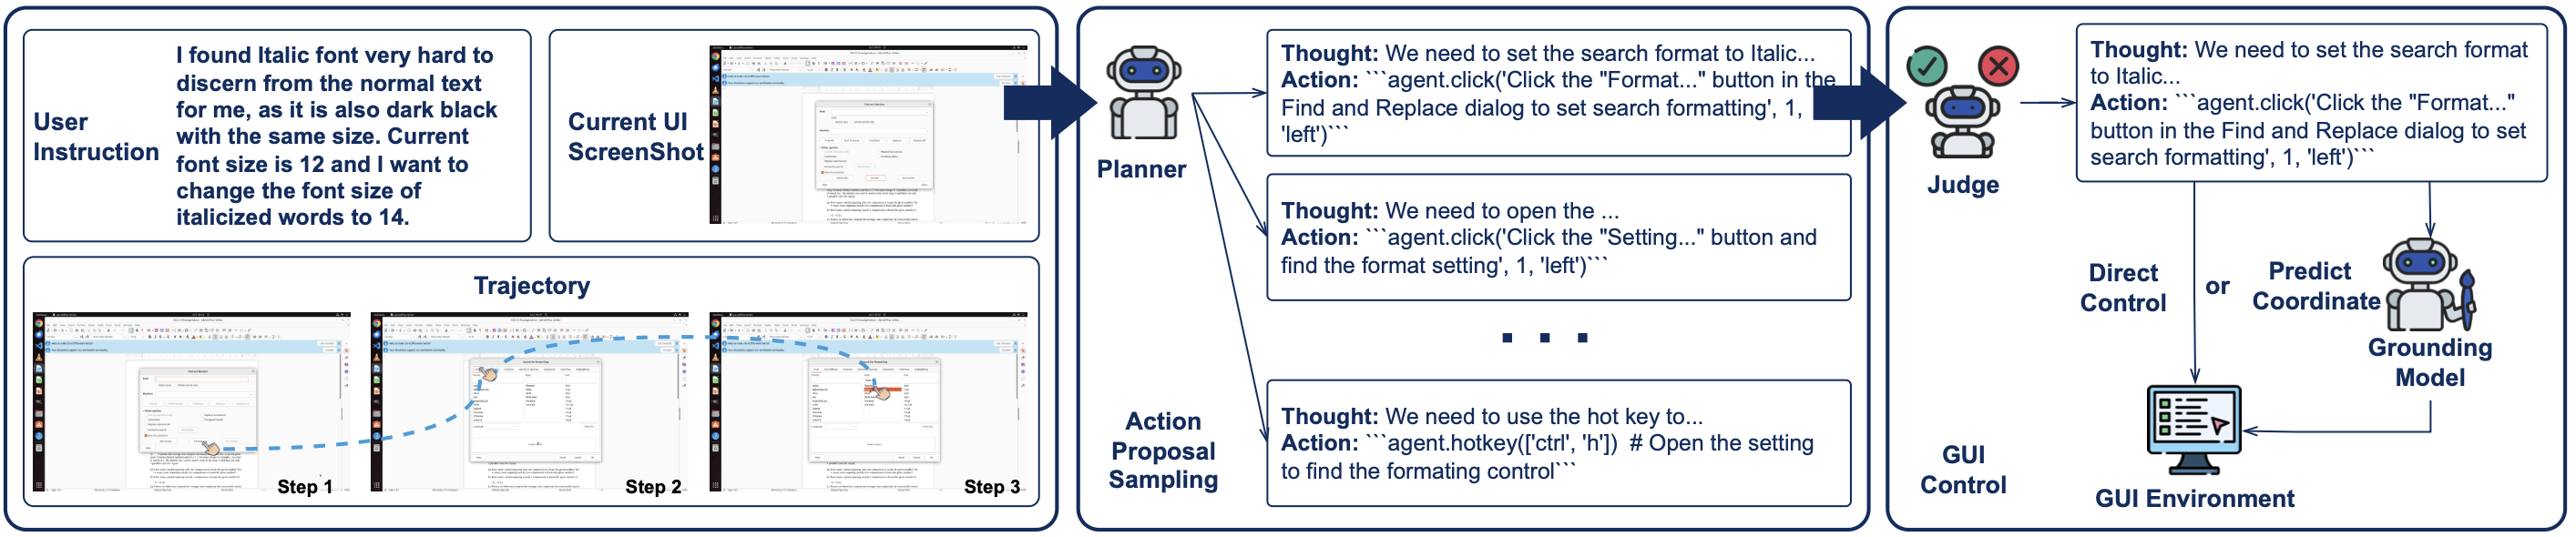 User
Instruction
I found Italic font very hard to
discern from the normal text
for me, as it is also dark black
with the same size. Current
font size is 12 and I want to
change the font size of
italicized words to 14.
Current UI
ScreenShot
Trajectory
Step 1
Step 2
Step 3
Planner
Action
Proposal
Sampling
Thought: We need to set the search format to Italic...
Action: ```agent.click('Click the "Format..." button in the
Find and Replace dialog to set search formatting', 1,
'left')```
Thought: We need to open the ...
Action: ```agent.click('Click the "Setting..." button and
find the format setting', 1, 'left')```
. . .
Thought: We need to use the hot key to...
Action: ```agent.hotkey(['ctrl', 'h'])  # Open the setting
to find the formating control```
Judge
Thought: We need to set the search format
to Italic...
Action: ```agent.click('Click the "Format..."
button in the Find and Replace dialog to set
search formatting', 1, 'left')```
Direct
Control
or
Predict
Coordinate
Grounding
Model
GUI
Control
GUI Environment